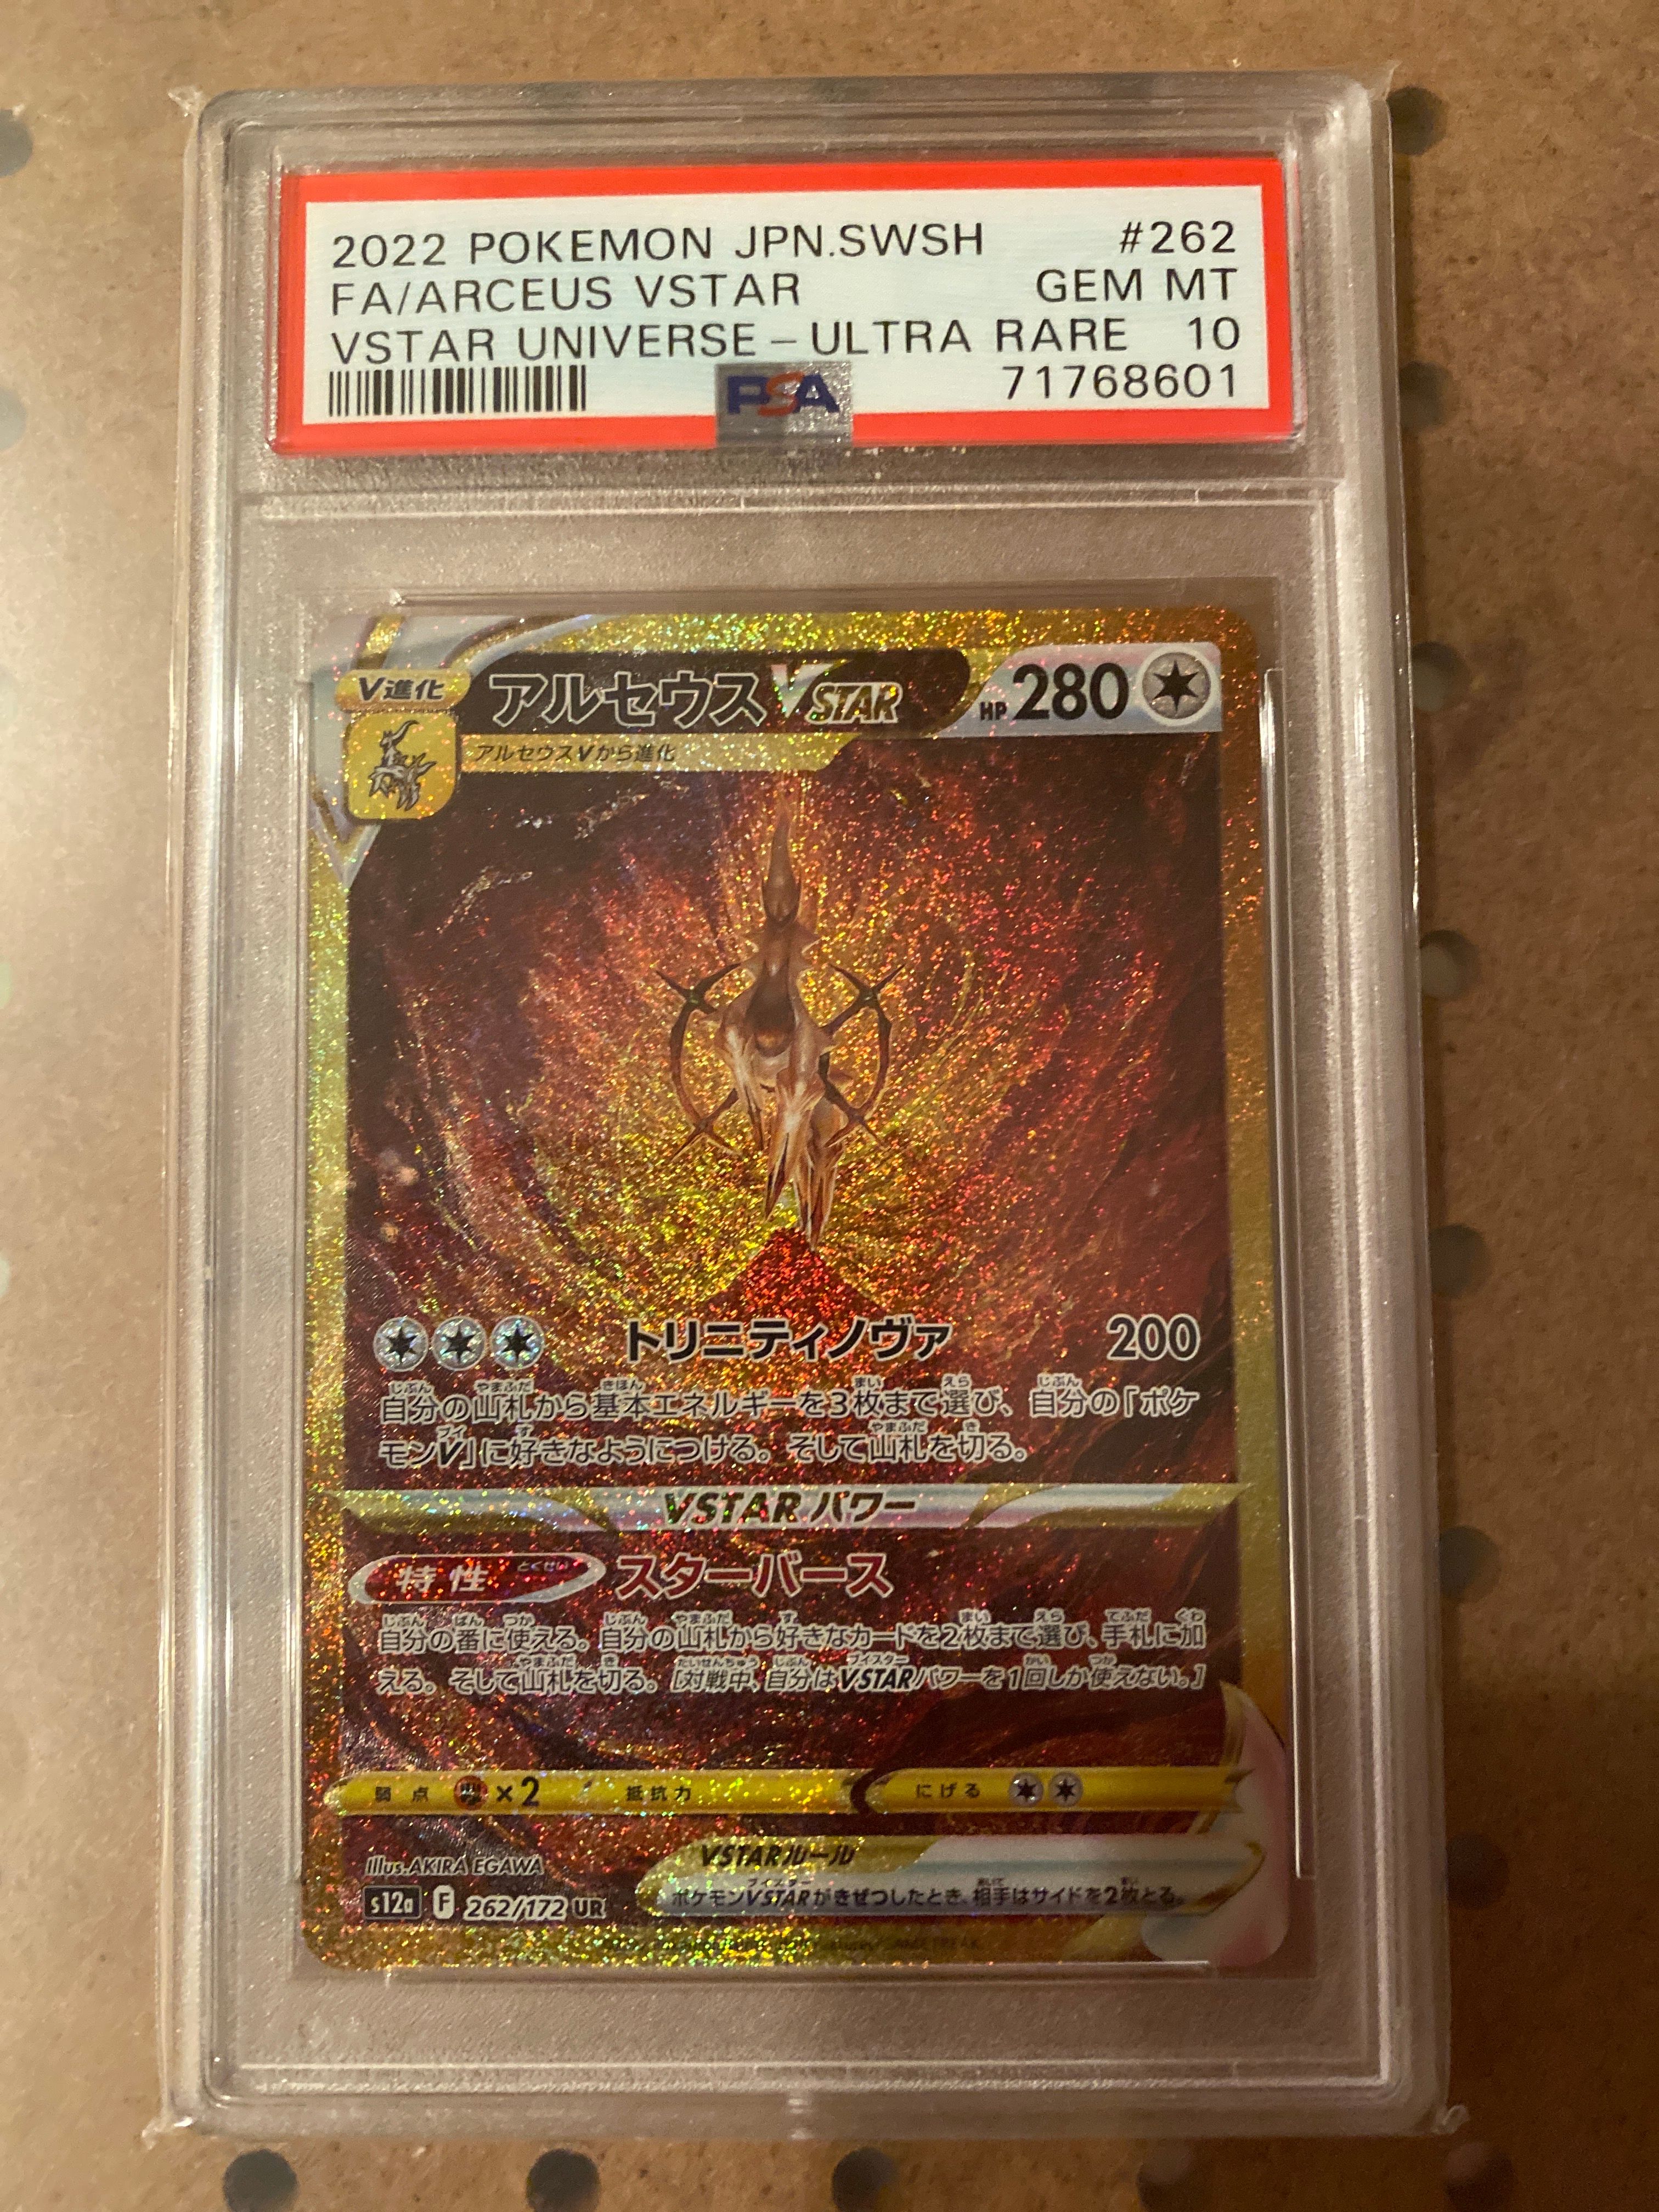 2022 POKEMON JPN.SWSH #262
FA/ARCEUS VSTAR GEM MT
VSTAR UNIVERSE-ULTRA RARE 10
PSA 71768601
V進化 アルセウスVSTAR HP 280
アルセウスVから進化
トリニティノヴァ 200
自分の山札から基本エネルギーを3枚まで選び、自分の「ポケ
モンV」に好きなようにつける。そして山札を切る。
VSTARパワー
特性 スターバース
自分の番に使える。自分の山札から好きなカードを2枚まで選び、手札に加
える。そして山札を切る。[対戦中、自分はVSTARパワーを1回しか使えない。]
弱点 ×2 抵抗力 にげる
Illus.AKIRA EGAWA
VSTARルール
ポケモンVSTARがきぜつしたとき、相手はサイドを2枚とる。
s12a F 262/172 UR